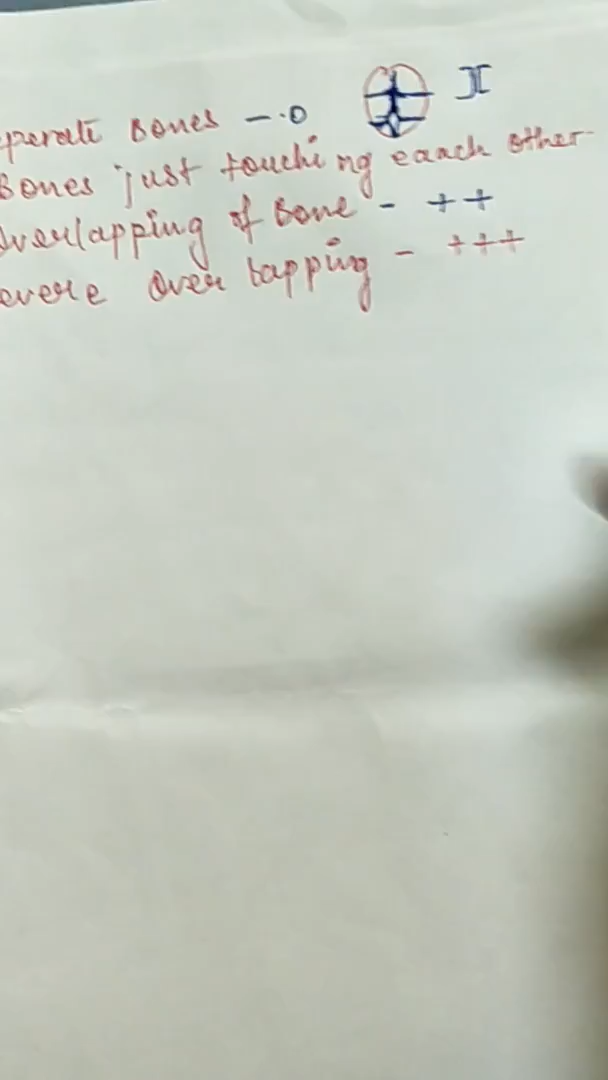 perate Bones - 0
Bones just touching eanch other
verlapping of Bone - ++
evere over lapping - +++